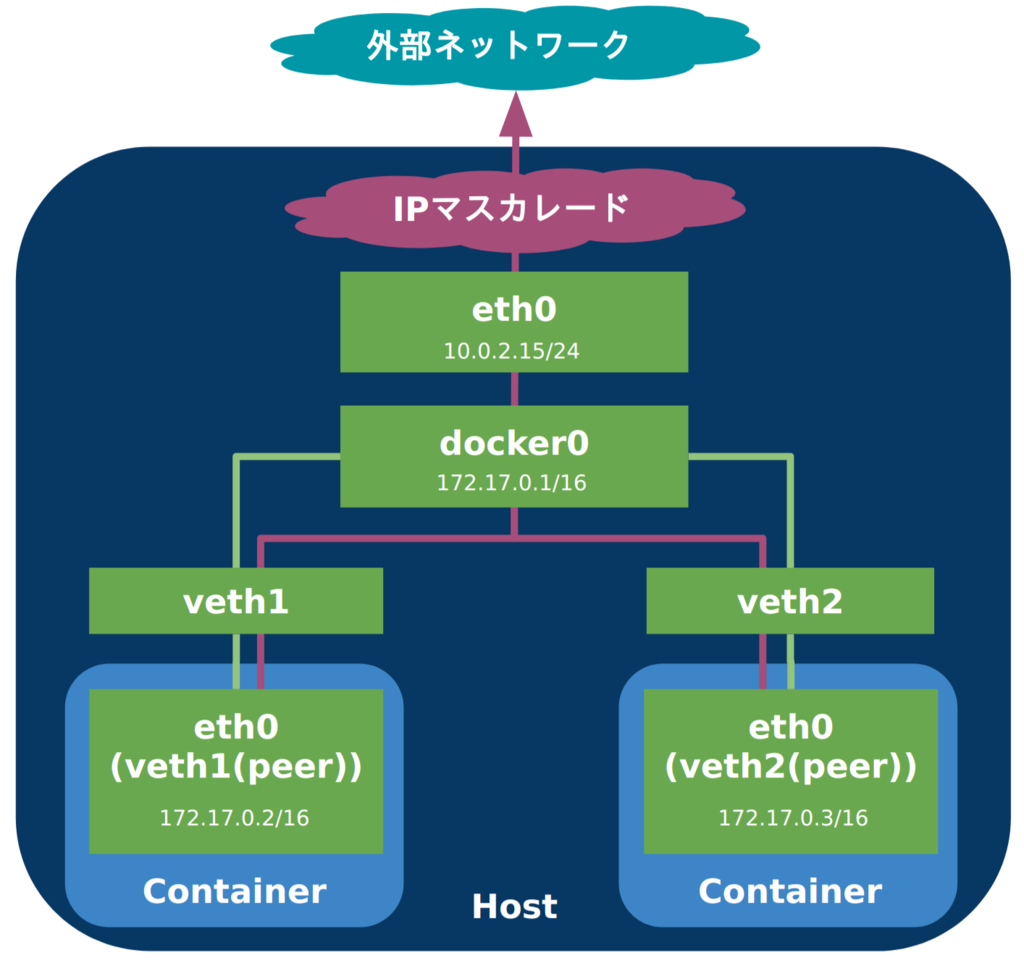 外部ネットワーク
IPマスカレード
eth0
10.0.2.15/24
docker0
172.17.0.1/16
veth1
veth2
eth0
(veth1(peer))
172.17.0.2/16
Container
eth0
(veth2(peer))
172.17.0.3/16
Container
Host